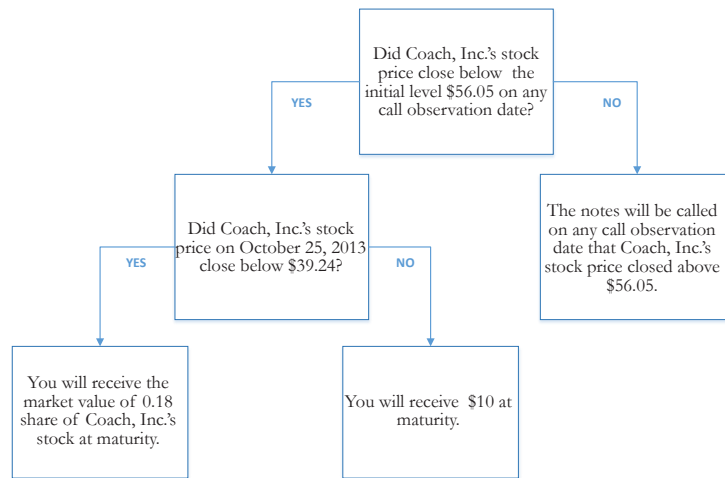 Did Coach, Inc.'s stock
price close below the
initial level $56.05 on any
call observation date?
YES
NO
Did Coach, Inc.'s stock
price on October 25, 2013
close below $39.24?
The notes will be called
on any call observation
date that Coach, Inc.'s
stock price closed above
$56.05.
YES
NO
You will receive the
market value of 0.18
share of Coach, Inc.'s
stock at maturity.
You will receive $10 at
maturity.